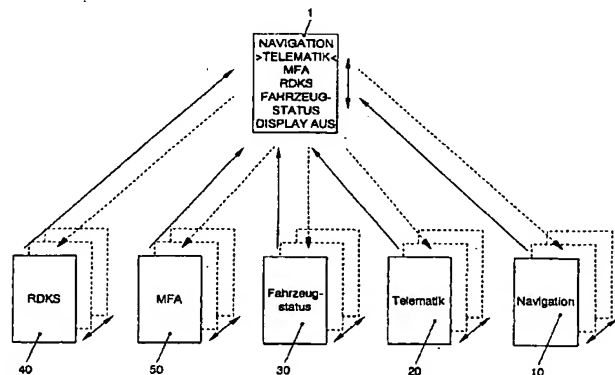 1
NAVIGATION
>TELEMATIK<
MFA
RDKS
FAHRZEUG-
STATUS
DISPLAY AUS
RDKS
MFA
Fahrzeug-
status
Telematik
Navigation
40
50
30
20
10